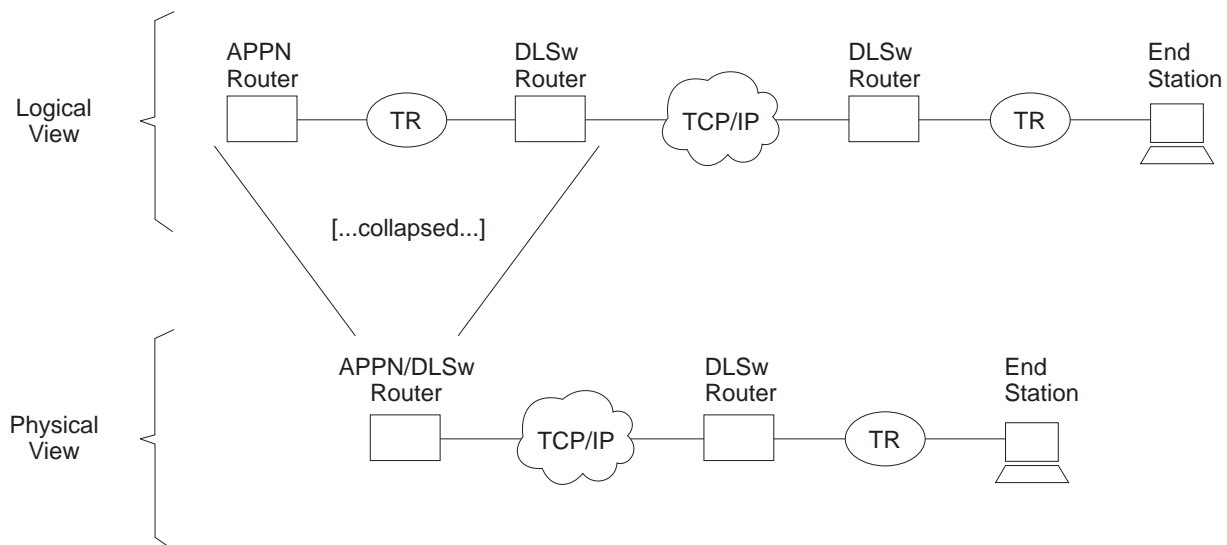 APPN
Router
DLSw
Router
DLSw
Router
End
Station
Logical
View
TR
TCP/IP
TR
[...collapsed...]
APPN/DLSw
Router
DLSw
Router
End
Station
Physical
View
TCP/IP
TR